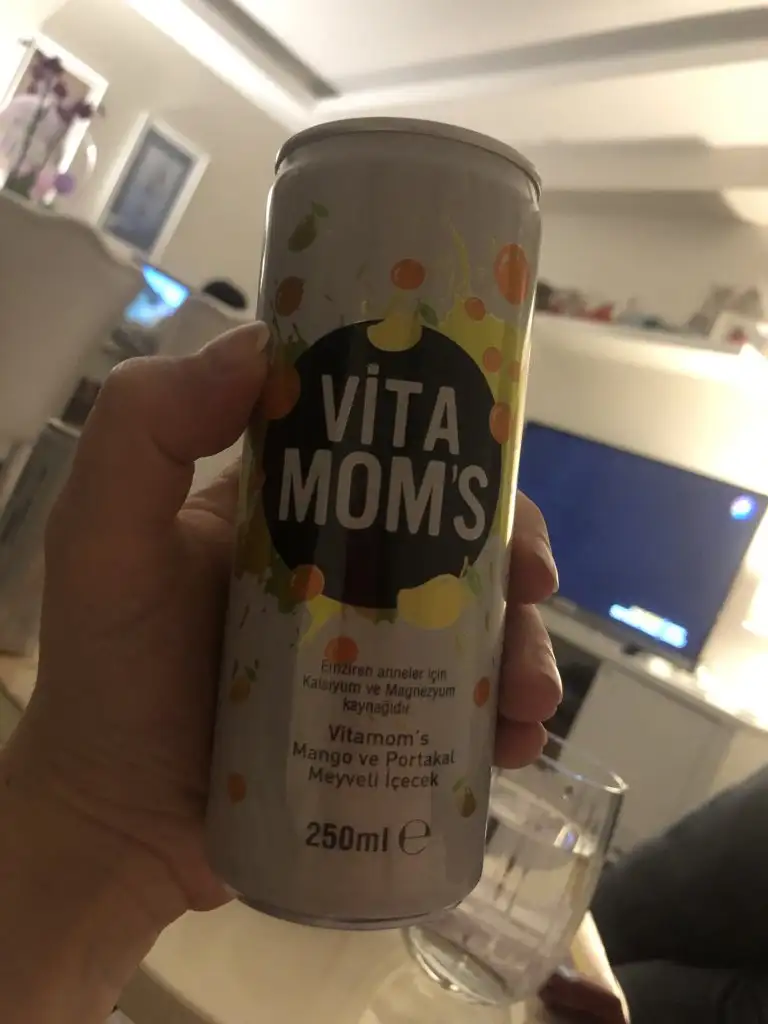 VİTA
MOM'S
Emziren anneler için
Kalsiyum ve Magnezyum
kaynağıdır
Vitamom's
Mango ve Portakal
Meyveli İçecek
250ml ℮